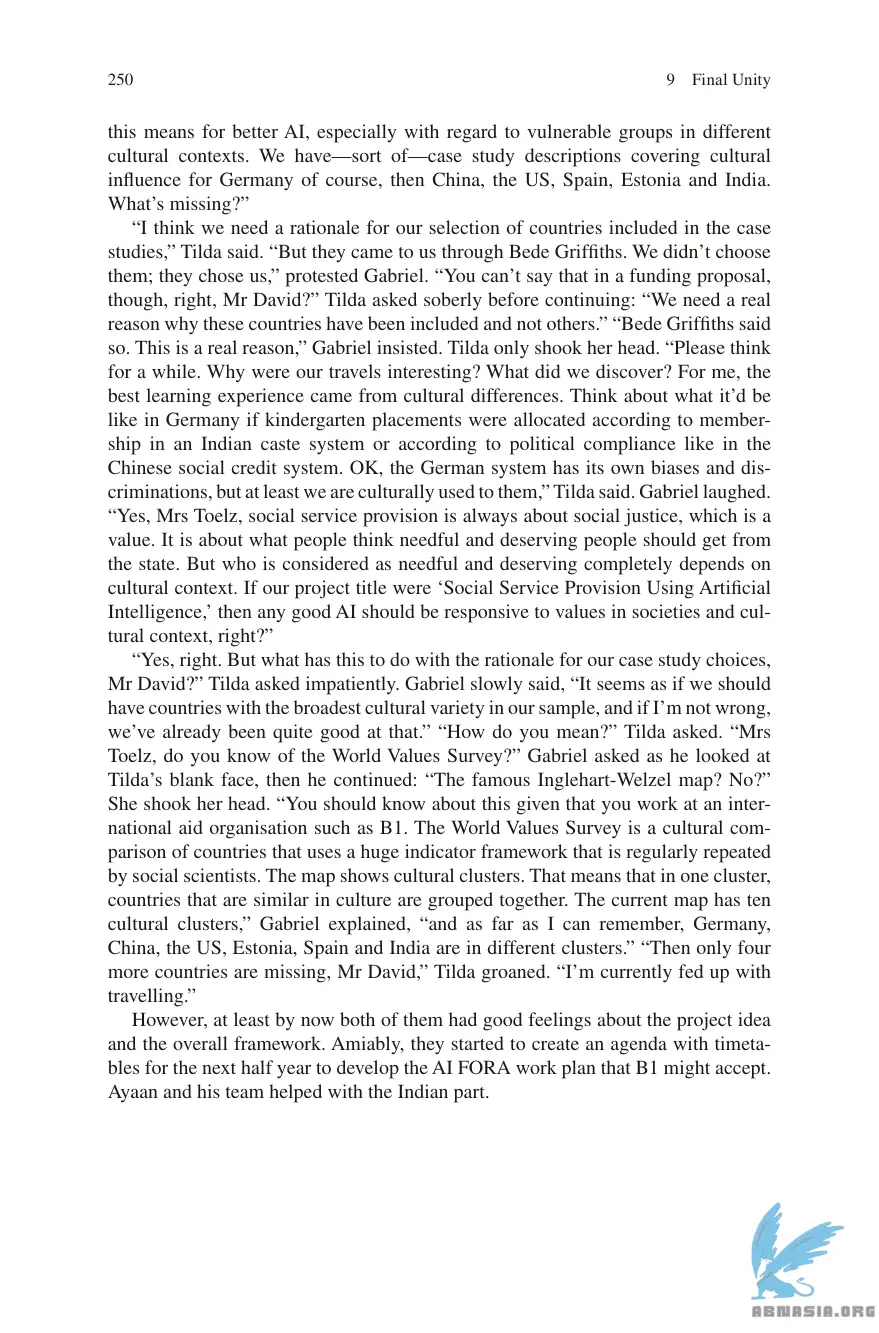 250
9 Final Unity
this means for better AI, especially with regard to vulnerable groups in different
cultural contexts. We have—sort of—case study descriptions covering cultural
influence for Germany of course, then China, the US, Spain, Estonia and India.
What’s missing?”
“I think we need a rationale for our selection of countries included in the case
studies,” Tilda said. “But they came to us through Bede Griffiths. We didn’t choose
them; they chose us,” protested Gabriel. “You can’t say that in a funding proposal,
though, right, Mr David?” Tilda asked soberly before continuing: “We need a real
reason why these countries have been included and not others.” “Bede Griffiths said
so. This is a real reason,” Gabriel insisted. Tilda only shook her head. “Please think
for a while. Why were our travels interesting? What did we discover? For me, the
best learning experience came from cultural differences. Think about what it’d be
like in Germany if kindergarten placements were allocated according to member-
ship in an Indian caste system or according to political compliance like in the
Chinese social credit system. OK, the German system has its own biases and dis-
criminations, but at least we are culturally used to them,” Tilda said. Gabriel laughed.
“Yes, Mrs Toelz, social service provision is always about social justice, which is a
value. It is about what people think needful and deserving people should get from
the state. But who is considered as needful and deserving completely depends on
cultural context. If our project title were ‘Social Service Provision Using Artificial
Intelligence,’ then any good AI should be responsive to values in societies and cul-
tural context, right?”
“Yes, right. But what has this to do with the rationale for our case study choices,
Mr David?” Tilda asked impatiently. Gabriel slowly said, “It seems as if we should
have countries with the broadest cultural variety in our sample, and if I’m not wrong,
we’ve already been quite good at that.” “How do you mean?” Tilda asked. “Mrs
Toelz, do you know of the World Values Survey?” Gabriel asked as he looked at
Tilda’s blank face, then he continued: “The famous Inglehart-Welzel map? No?”
She shook her head. “You should know about this given that you work at an inter-
national aid organisation such as B1. The World Values Survey is a cultural com-
parison of countries that uses a huge indicator framework that is regularly repeated
by social scientists. The map shows cultural clusters. That means that in one cluster,
countries that are similar in culture are grouped together. The current map has ten
cultural clusters,” Gabriel explained, “and as far as I can remember, Germany,
China, the US, Estonia, Spain and India are in different clusters.” “Then only four
more countries are missing, Mr David,” Tilda groaned. “I’m currently fed up with
travelling.”
However, at least by now both of them had good feelings about the project idea
and the overall framework. Amiably, they started to create an agenda with timeta-
bles for the next half year to develop the AI FORA work plan that B1 might accept.
Ayaan and his team helped with the Indian part.
ABNASIA.ORG